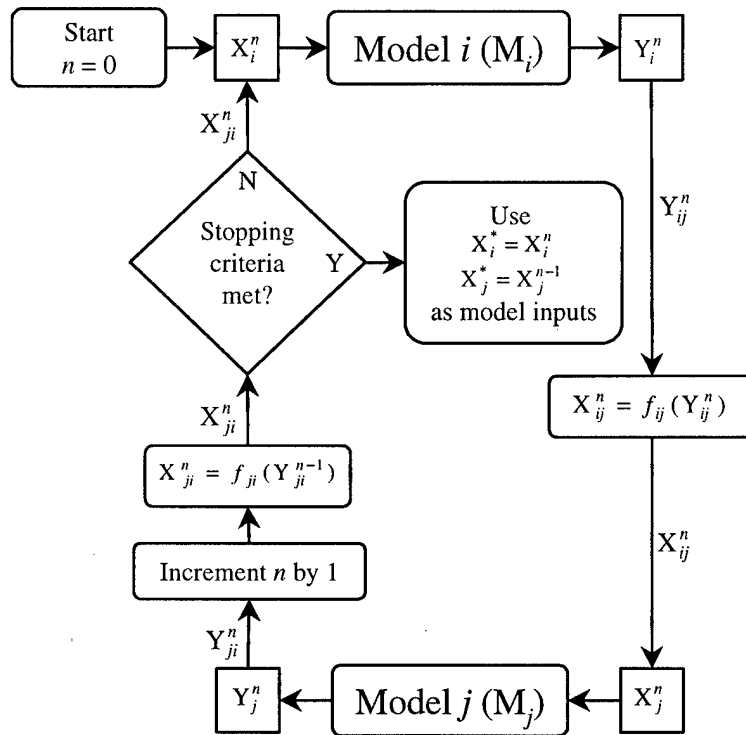 Start
n = 0
X_i^n
Model i (M_i)
Y_i^n
X_ji^n
N
Stopping
criteria
met?
Y
Use
X_i^* = X_i^n
X_j^* = X_j^{n-1}
as model inputs
Y_ij^n
X_ij^n = f_ij (Y_ij^n)
X_ji^n
X_ji^n = f_ji (Y_ji^{n-1})
X_ij^n
Increment n by 1
Y_ji^n
Y_j^n
Model j (M_j)
X_j^n